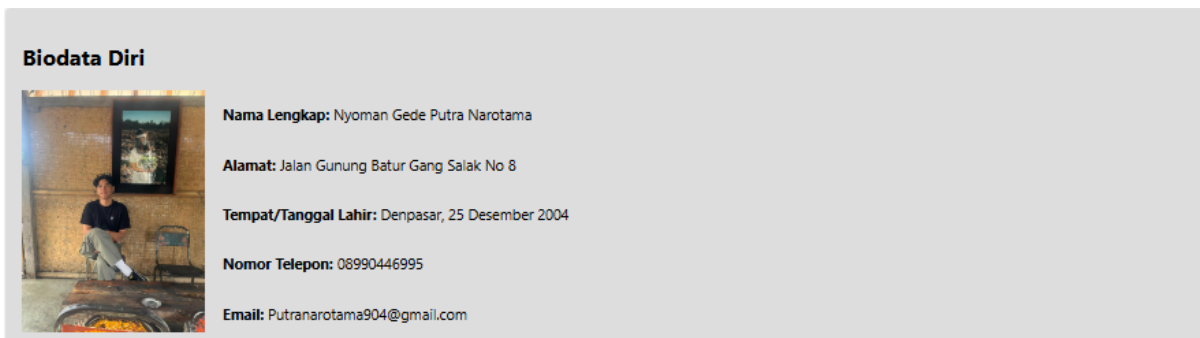 Biodata Diri
Nama Lengkap: Nyoman Gede Putra Narotama
Alamat: Jalan Gunung Batur Gang Salak No 8
Tempat/Tanggal Lahir: Denpasar, 25 Desember 2004
Nomor Telepon: 08990446995
Email: Putranarotama904@gmail.com